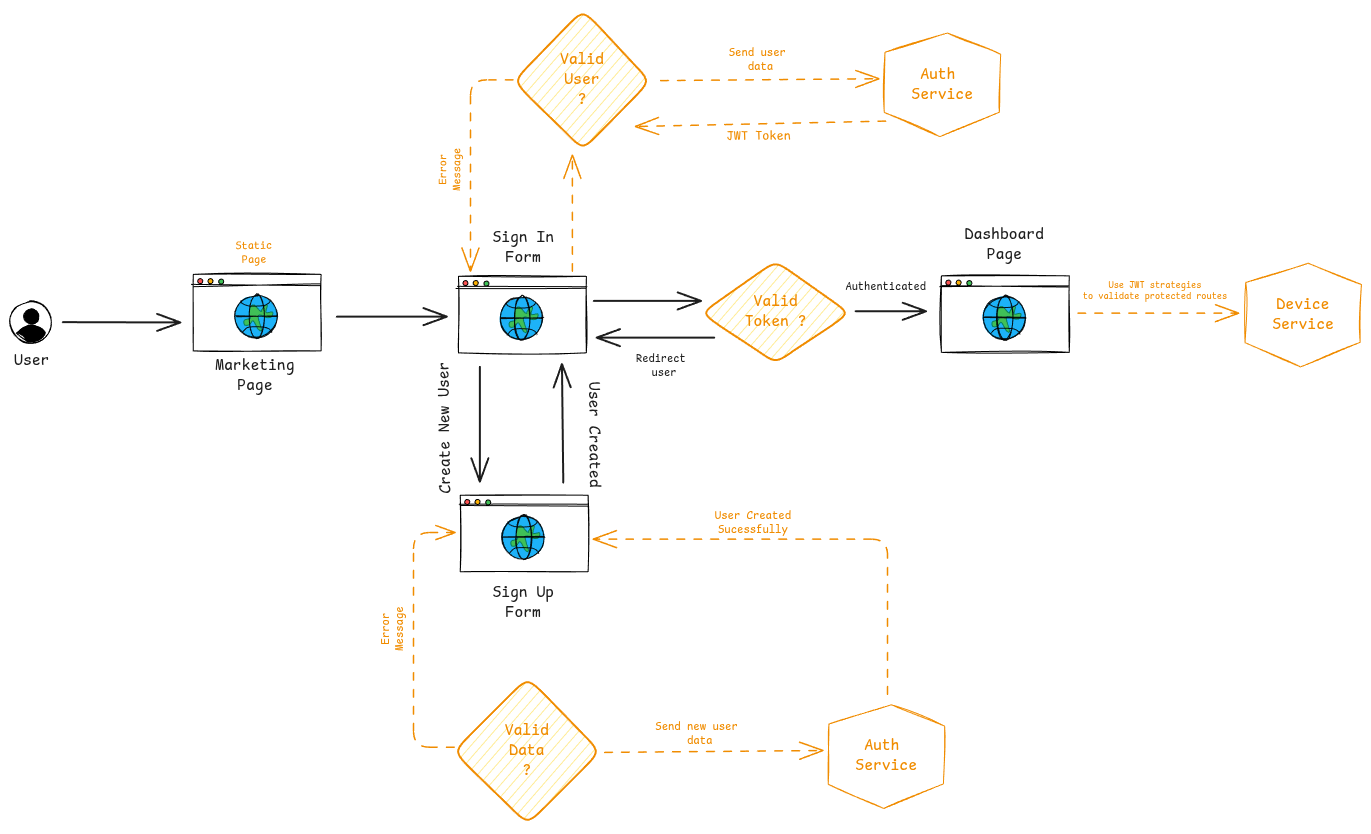 Valid
User
?
Send user
data
Auth
Service
JWT Token
Error
Message
Sign In
Form
Static
Page
User
Marketing
Page
Valid
Token ?
Redirect
user
Authenticated
Dashboard
Page
Use JWT strategies
to validate protected routes
Device
Service
Create New User
User Created
Sign Up
Form
User Created
Sucessfully
Error
Message
Valid
Data
?
Send new user
data
Auth
Service